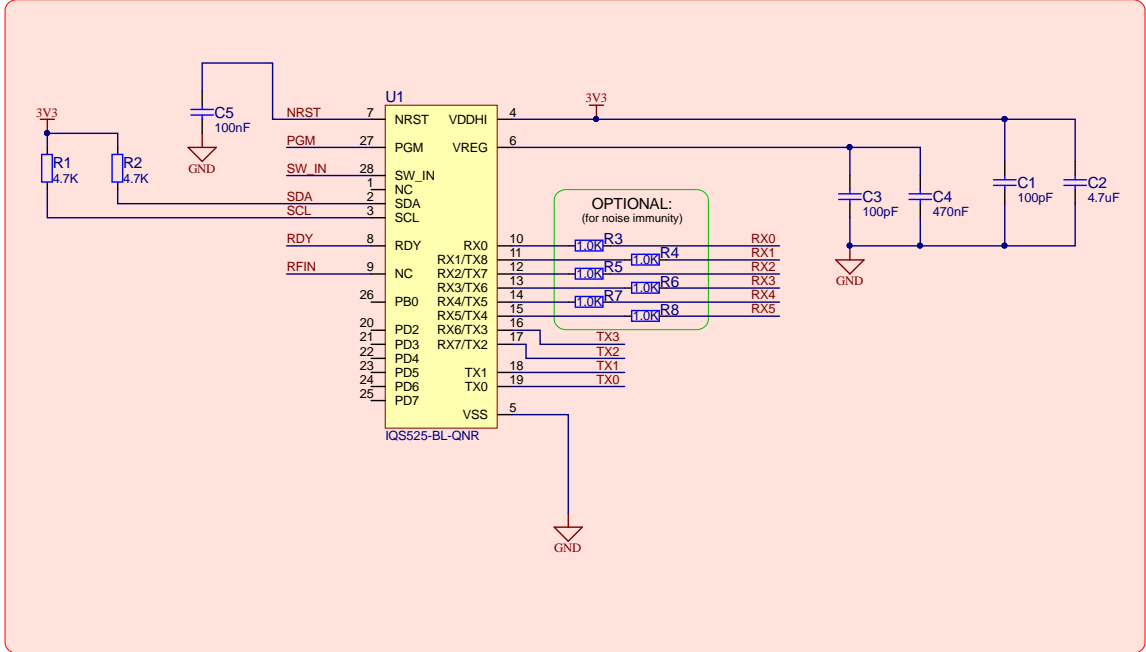 U1
3V3
R1
4.7K
R2
4.7K
C5
100nF
GND
NRST
PGM
SW_IN
SDA
SCL
RDY
RFIN
7
27
28
1
2
3
8
9
26
20
21
22
23
24
25
NRST
PGM
SW_IN
NC
SDA
SCL
RDY
NC
PB0
PD2
PD3
PD4
PD5
PD6
PD7
VDDHI
VREG
RX0
RX1/TX8
RX2/TX7
RX3/TX6
RX4/TX5
RX5/TX4
RX6/TX3
RX7/TX2
TX1
TX0
VSS
4
6
10
11
12
13
14
15
16
17
18
19
5
IQS525-BL-QNR
3V3
OPTIONAL:
(for noise immunity)
1.0K R3
1.0K R4
1.0K R5
1.0K R6
1.0K R7
1.0K R8
RX0
RX1
RX2
RX3
RX4
RX5
TX3
TX2
TX1
TX0
GND
C3
100pF
C4
470nF
C1
100pF
C2
4.7uF
GND